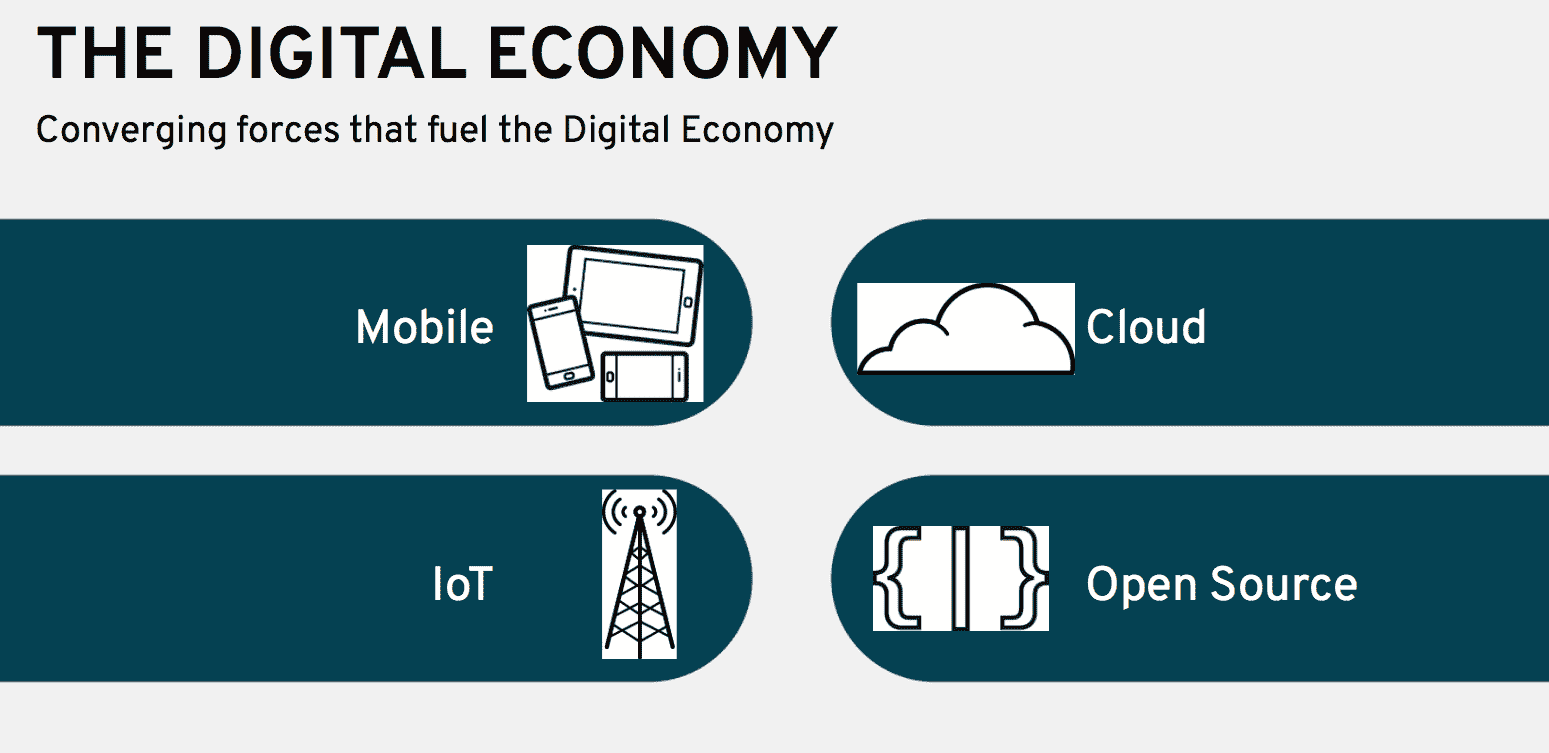 THE DIGITAL ECONOMY
Converging forces that fuel the Digital Economy
Mobile
Cloud
IoT
Open Source